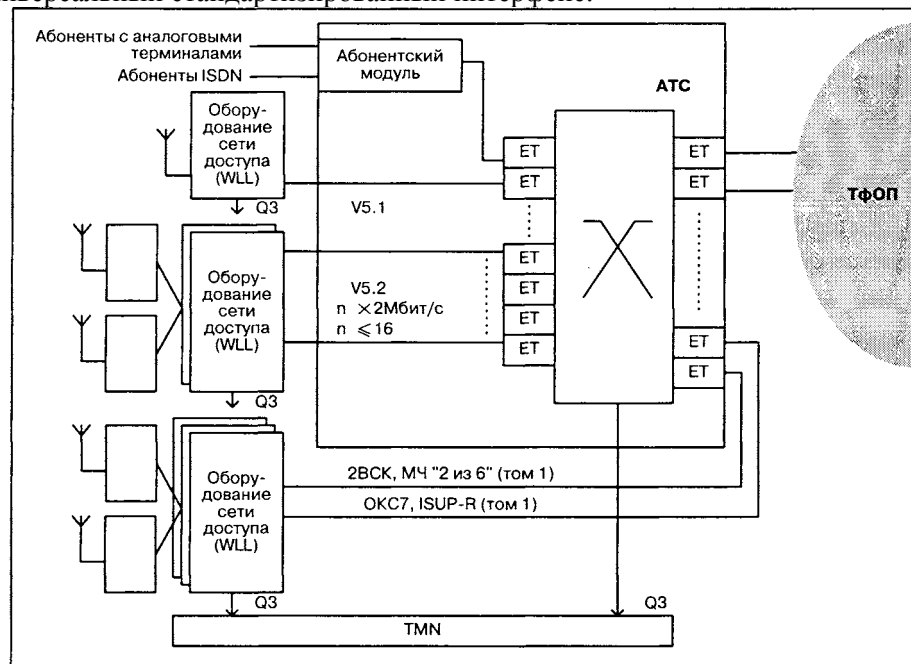 Абоненты с аналоговыми
терминалами
Абоненты ISDN
Абонентский
модуль
АТС
Обору-
дование
сети
доступа
(WLL)
Q3
V5.1
ET
ET
ET
ET
ТфОП
Обору-
дование
сети
доступа
(WLL)
Q3
V5.2
n × 2Мбит/с
n ⩽ 16
ET
ET
ET
ET
ET
ET
Обору-
дование
сети
доступа
(WLL)
2ВСК, МЧ "2 из 6" (том 1)
ОКС7, ISUP-R (том 1)
Q3
Q3
TMN